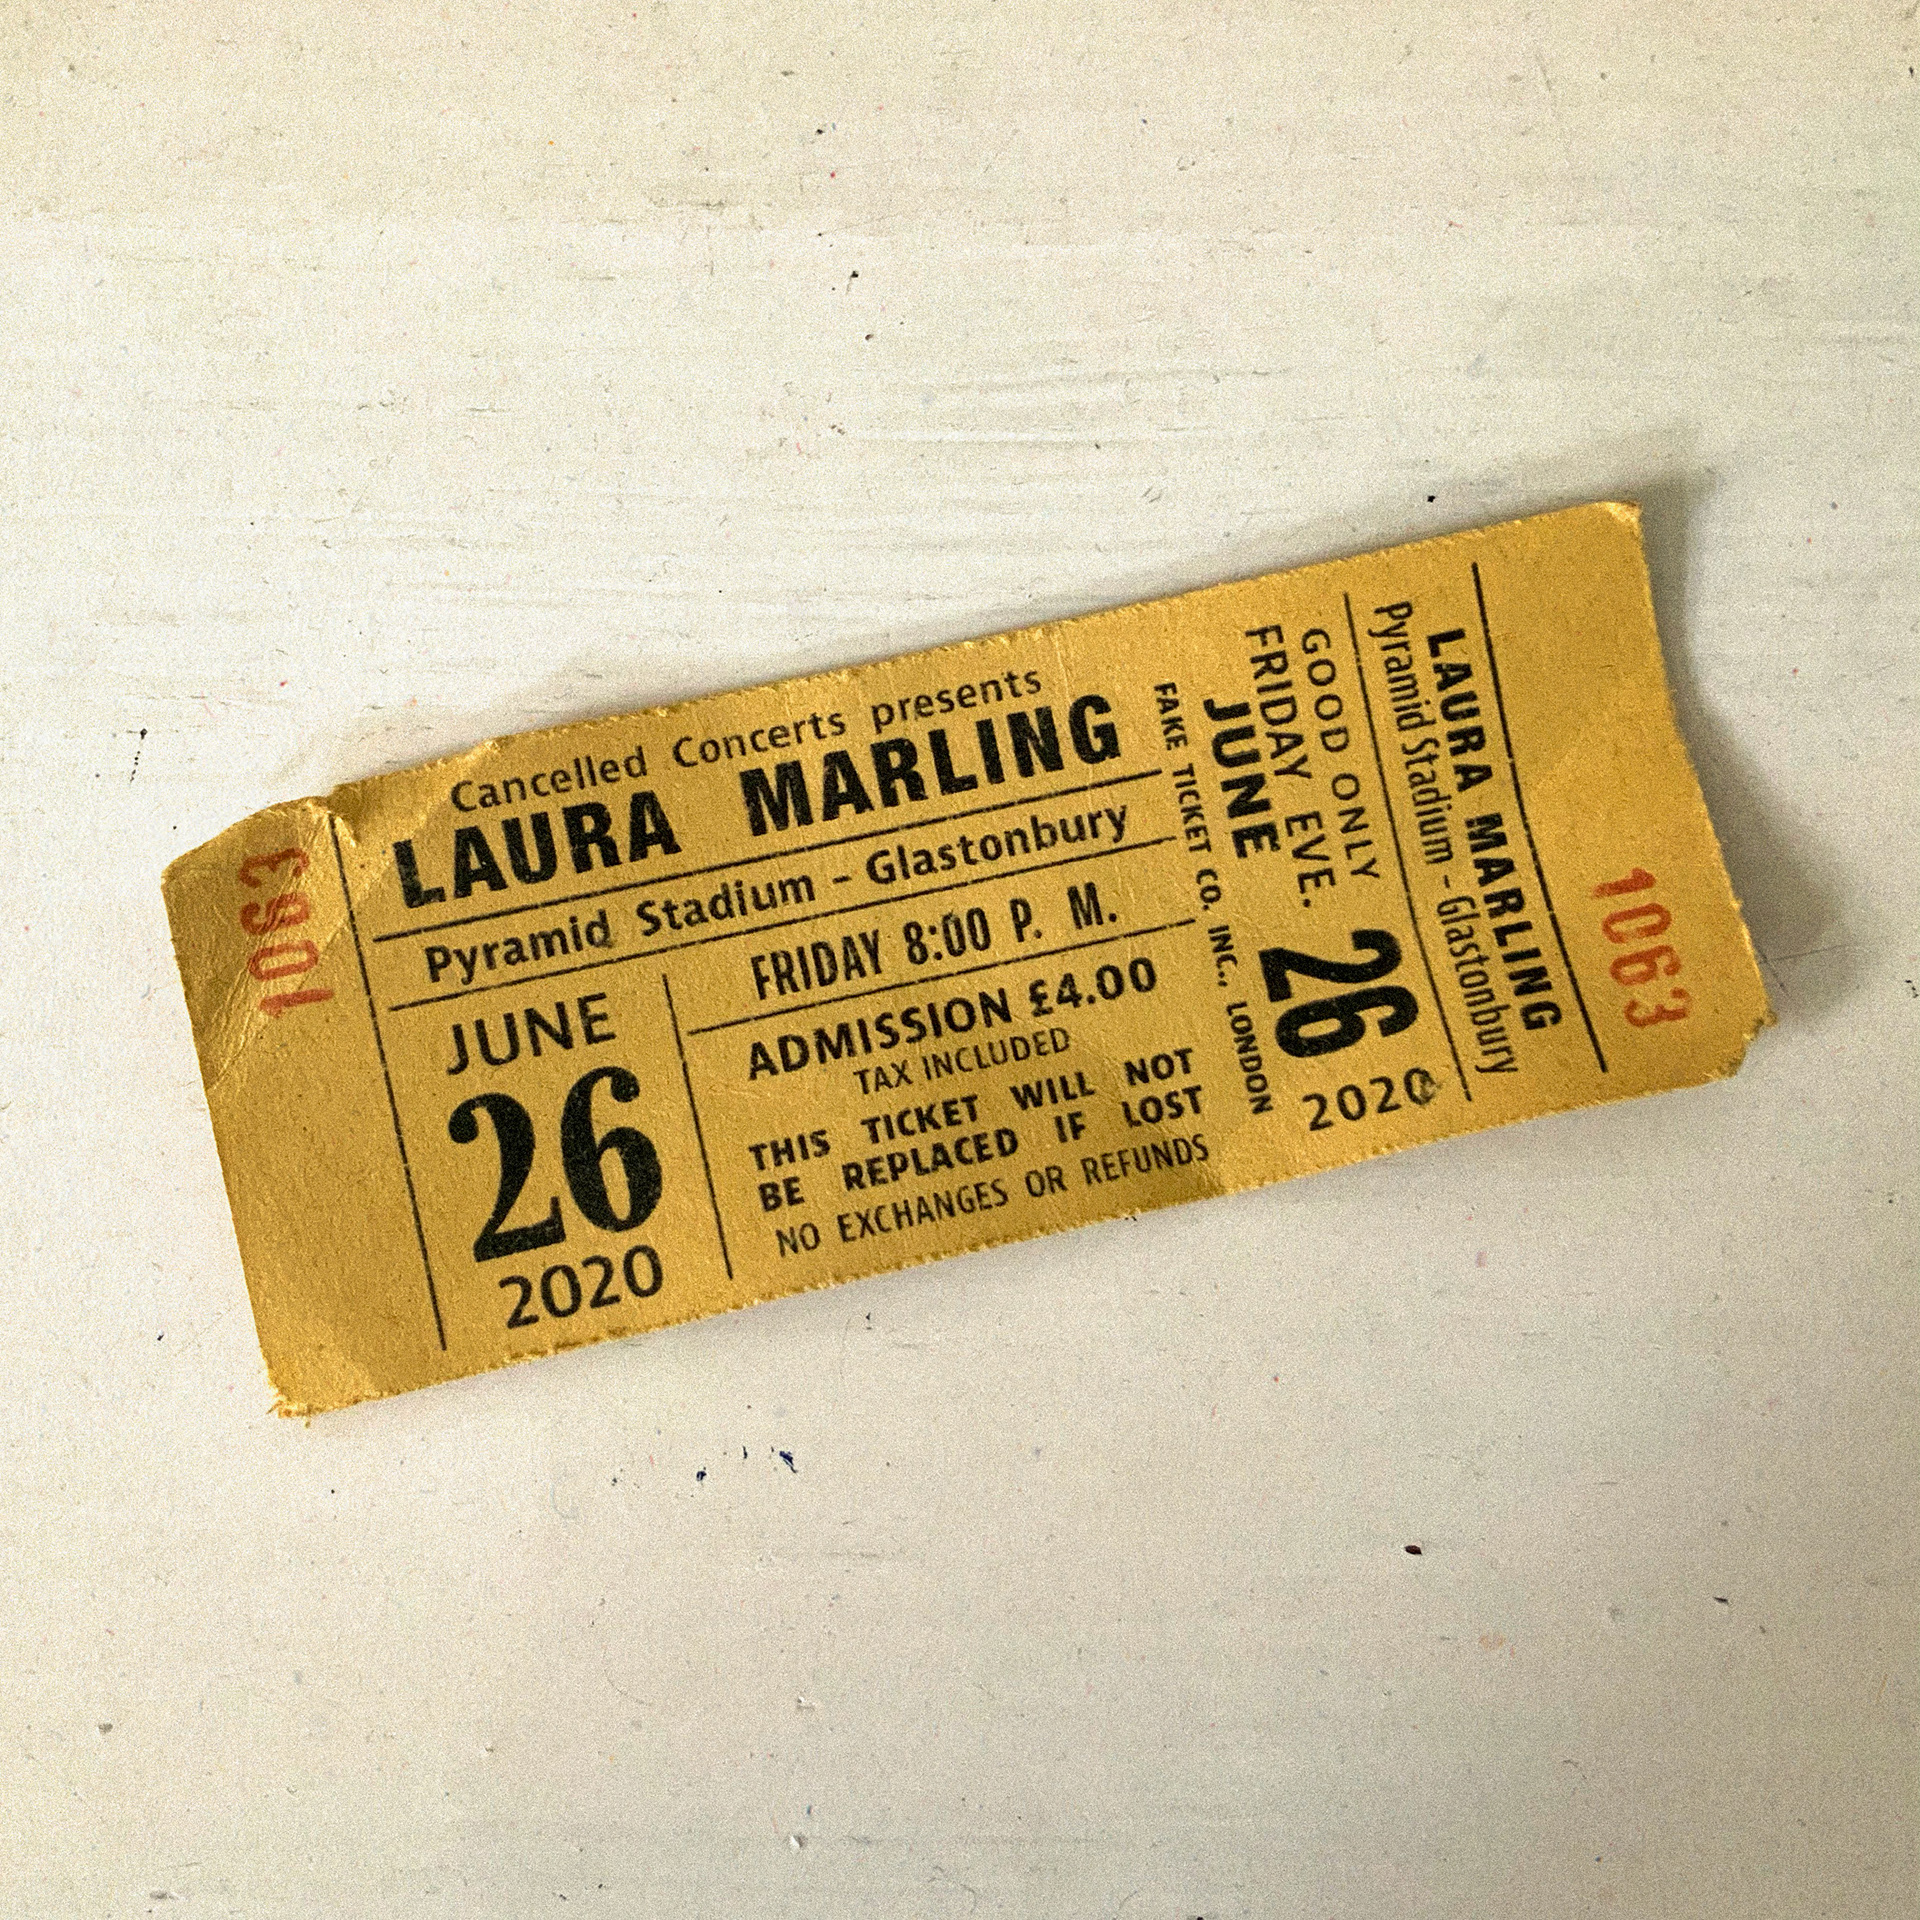 1063
Cancelled Concerts presents
LAURA MARLING
Pyramid Stadium - Glastonbury
JUNE
26
2020
FRIDAY 8:00 P. M.
ADMISSION £4.00
TAX INCLUDED
THIS TICKET WILL NOT
BE REPLACED IF LOST
NO EXCHANGES OR REFUNDS
FAKE TICKET CO. INC., LONDON
GOOD ONLY
FRIDAY EVE.
JUNE
26
2020
LAURA MARLING
Pyramid Stadium - Glastonbury
1063